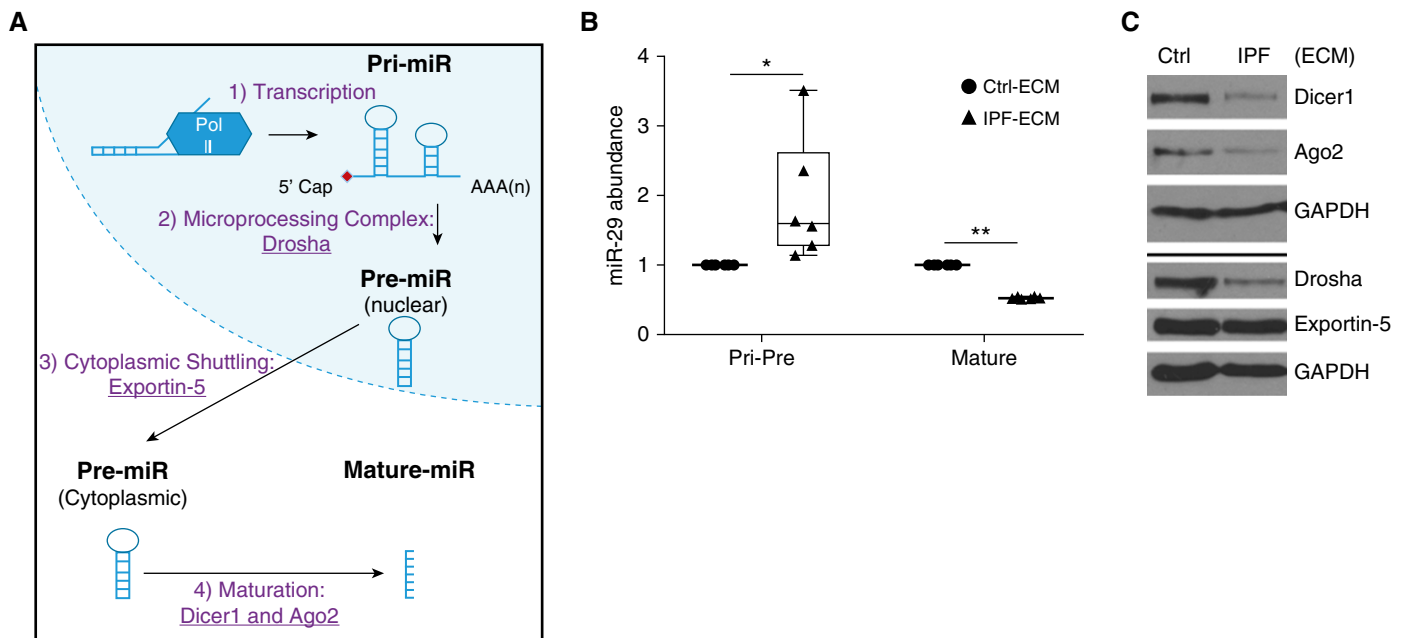 A
Pri-miR
1) Transcription
Pol
II
5' Cap
AAA(n)
2) Microprocessing Complex:
Drosha
Pre-miR
(nuclear)
3) Cytoplasmic Shuttling:
Exportin-5
Pre-miR
(Cytoplasmic)
Mature-miR
4) Maturation:
Dicer1 and Ago2
B
miR-29 abundance
4
3
2
1
0
*
**
Ctrl-ECM
IPF-ECM
Pri-Pre
Mature
C
Ctrl IPF (ECM)
Dicer1
Ago2
GAPDH
Drosha
Exportin-5
GAPDH